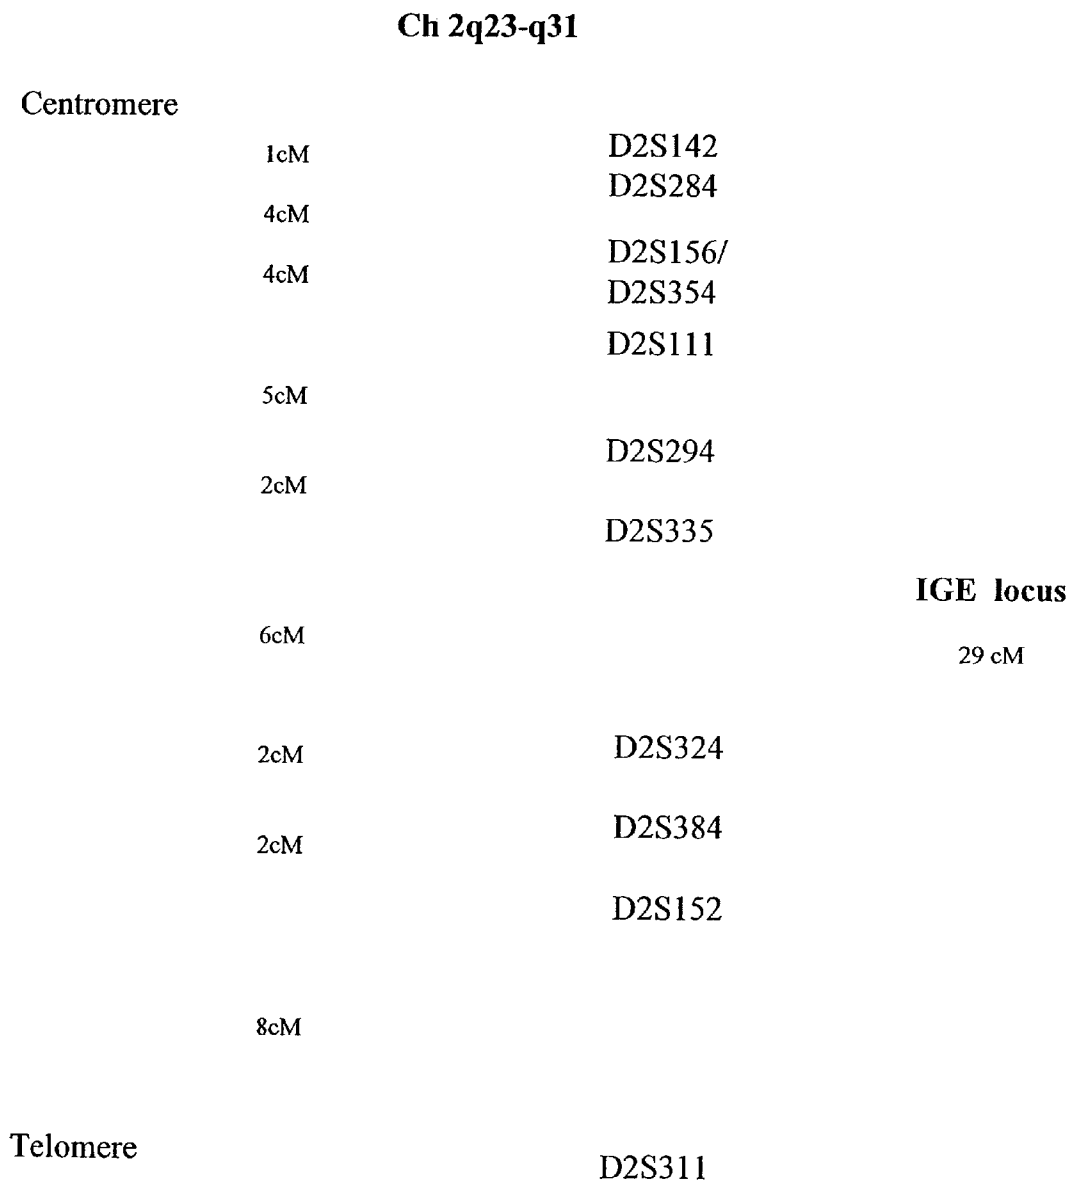 Ch 2q23-q31
Centromere
1cM
D2S142
D2S284
4cM
D2S156/
4cM
D2S354
D2S111
5cM
D2S294
2cM
D2S335
IGE locus
6cM
29 cM
2cM
D2S324
D2S384
2cM
D2S152
8cM
Telomere
D2S311